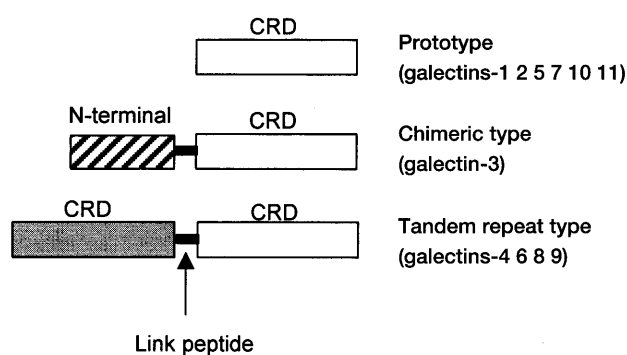 CRD
Prototype
(galectins-1 2 5 7 10 11)
N-terminal
CRD
Chimeric type
(galectin-3)
CRD
CRD
Tandem repeat type
(galectins-4 6 8 9)
Link peptide